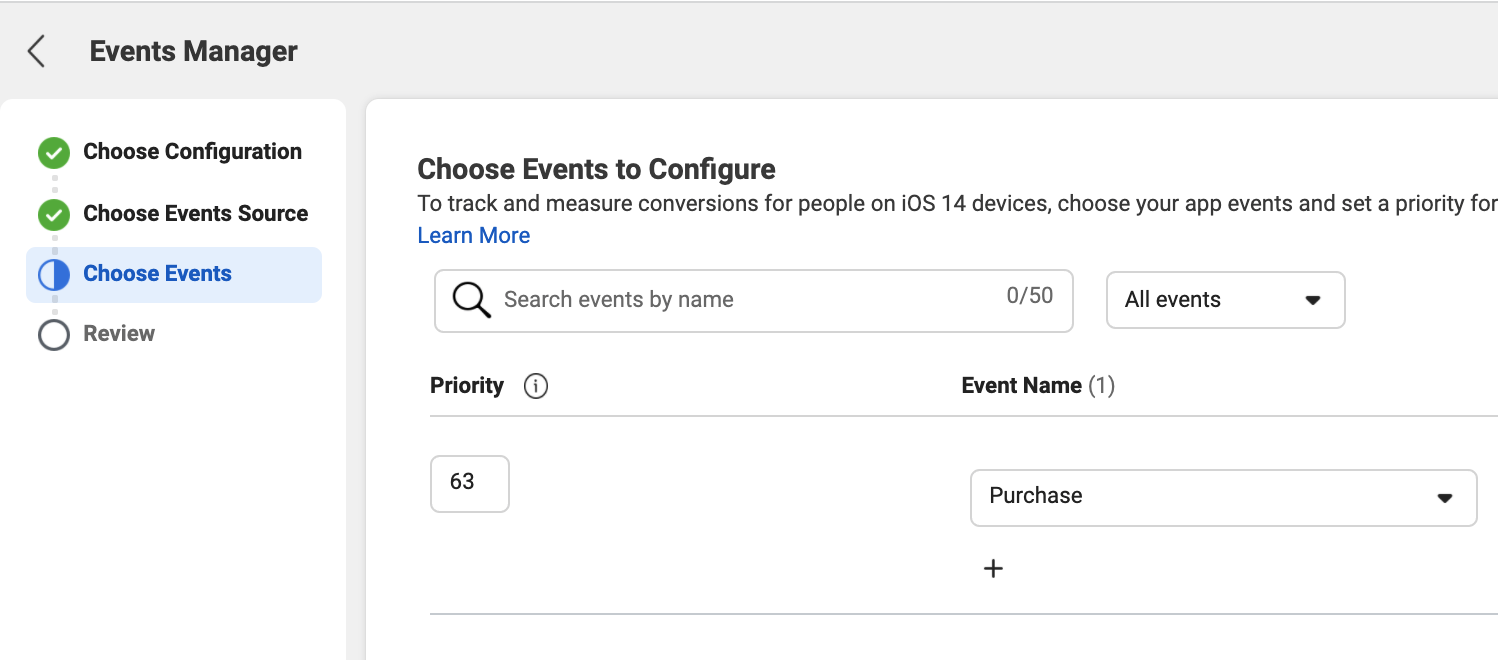 Events Manager
Choose Configuration
Choose Events Source
Choose Events
Review
Choose Events to Configure
To track and measure conversions for people on iOS 14 devices, choose your app events and set a priority for
Learn More
Search events by name 0/50 All events
Priority Event Name (1)
63 Purchase